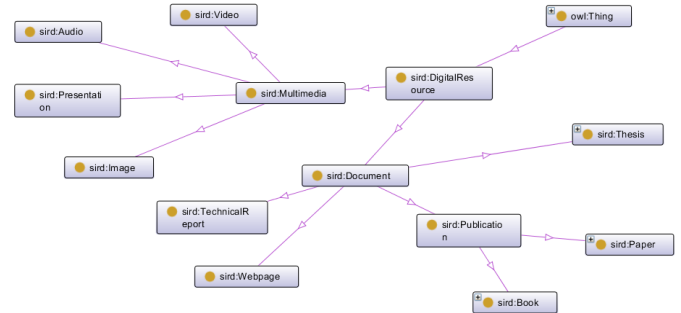 sird:Video
owl:Thing
sird:Audio
sird:DigitalRes
ource
sird:Multimedia
sird:Presentati
on
sird:Thesis
sird:Image
sird:Document
sird:TechnicalR
eport
sird:Publicatio
n
sird:Paper
sird:Webpage
sird:Book